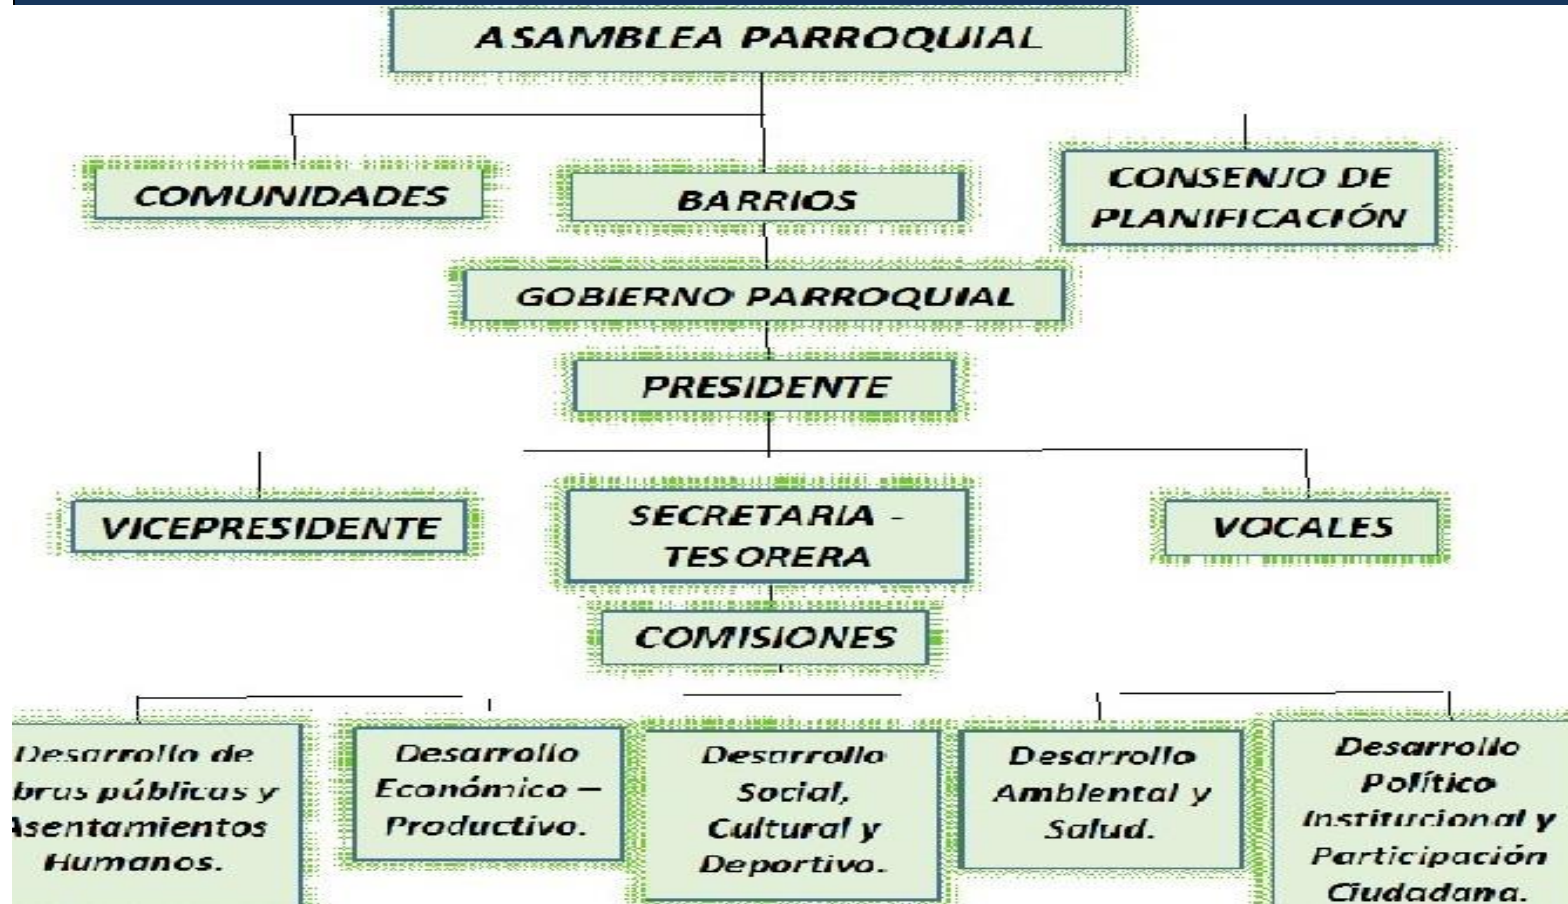 ASAMBLEA PARROQUIAL
COMUNIDADES
BARRIOS
CONSENJO DE
PLANIFICACIÓN
GOBIERNO PARROQUIAL
PRESIDENTE
VICEPRESIDENTE
SECRETARIA -
TESORERA
VOCALES
COMISIONES
Desarrollo de
bras públicas y
Asentamientos
Humanos.
Desarrollo
Económico –
Productivo.
Desarrollo
Social,
Cultural y
Deportivo.
Desarrollo
Ambiental y
Salud.
Desarrollo
Político
Institucional y
Participación
Ciudadana.